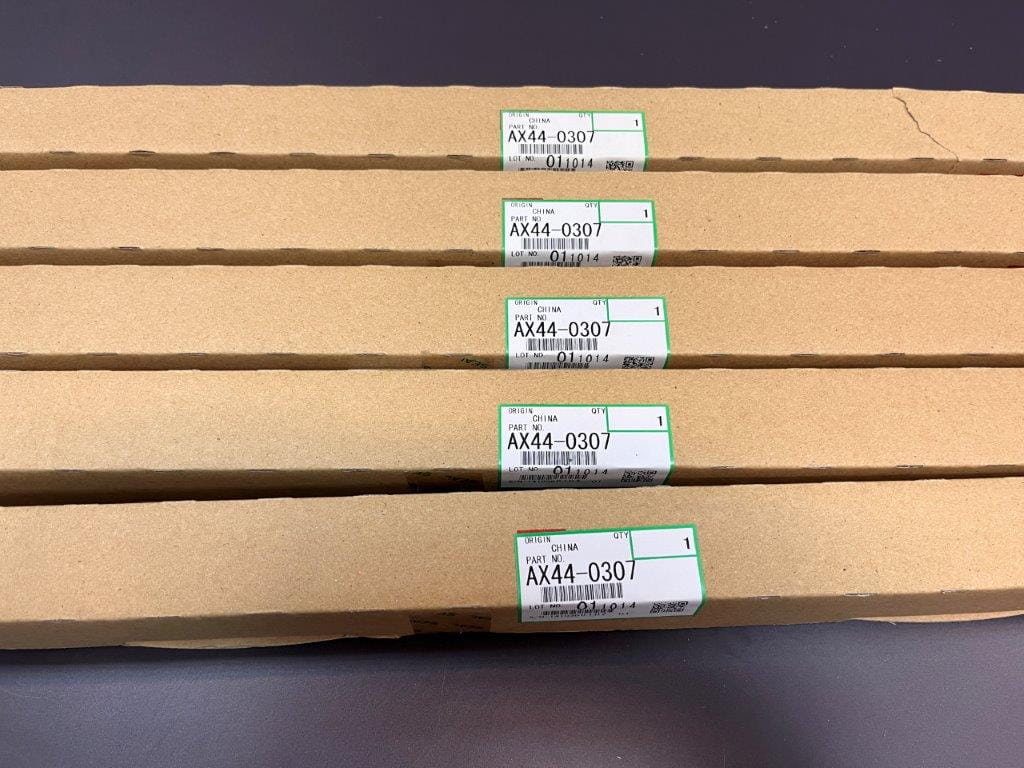 ORIGIN QTY
CHINA 1
PART NO.
AX44-0307
LOT NO. 011014
ORIGIN QTY
CHINA 1
PART NO.
AX44-0307
LOT NO. 011014
ORIGIN QTY
CHINA 1
PART NO.
AX44-0307
LOT NO. 011014
ORIGIN QTY
CHINA 1
PART NO.
AX44-0307
LOT NO. 011014
ORIGIN QTY
CHINA 1
PART NO.
AX44-0307
LOT NO. 011014